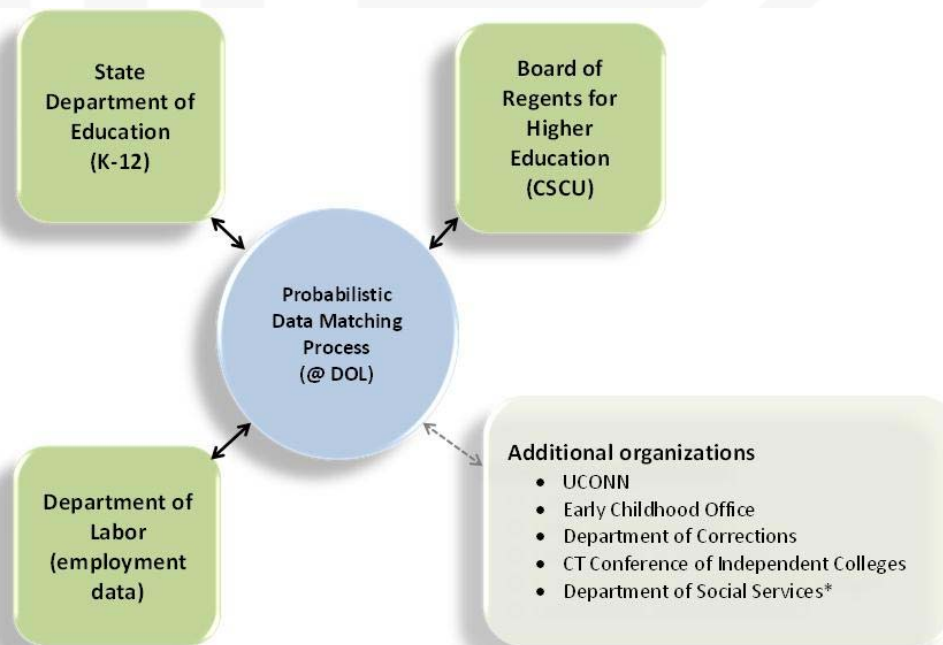 State
Department of
Education
(K-12)
Board of
Regents for
Higher
Education
(CSCU)
Probabilistic
Data Matching
Process
(@ DOL)
Department of
Labor
(employment
data)
Additional organizations
• UCONN
• Early Childhood Office
• Department of Corrections
• CT Conference of Independent Colleges
• Department of Social Services*